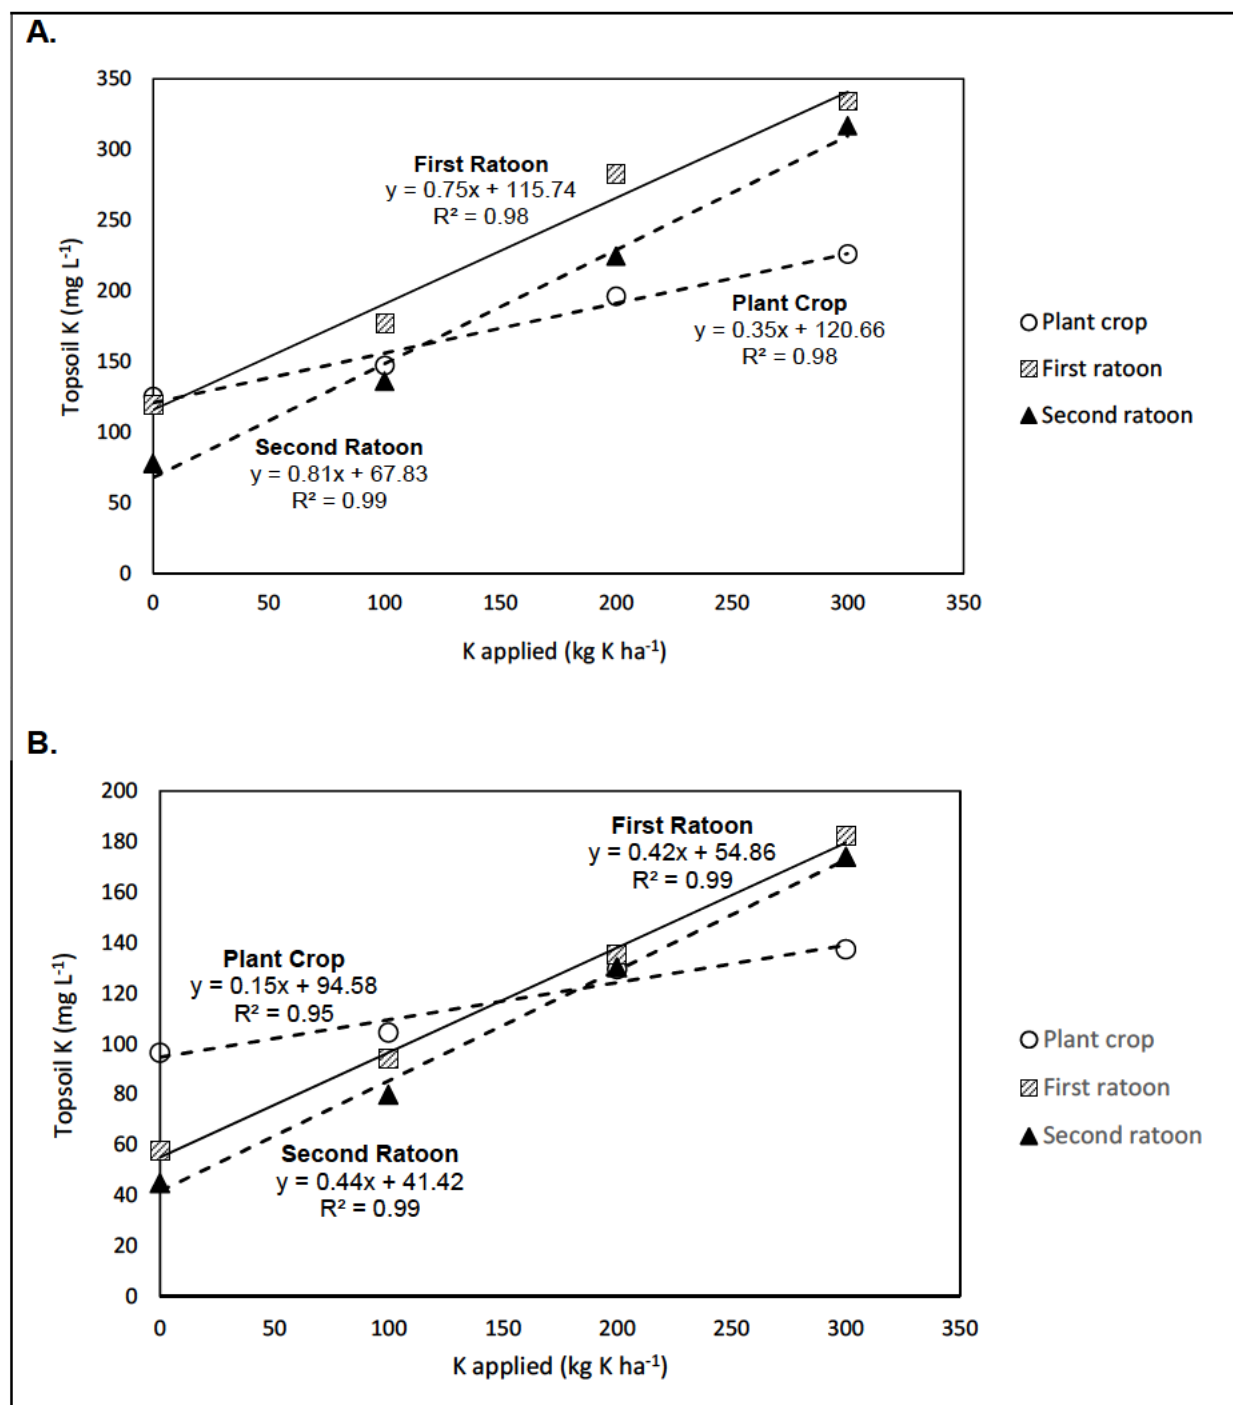 A.
350
300
250
200
150
100
50
0
Topsoil K (mg L⁻¹)
First Ratoon
y = 0.75x + 115.74
R² = 0.98
Plant Crop
y = 0.35x + 120.66
R² = 0.98
Second Ratoon
y = 0.81x + 67.83
R² = 0.99
0 50 100 150 200 250 300 350
K applied (kg K ha⁻¹)
Plant crop
First ratoon
Second ratoon
B.
200
180
160
140
120
100
80
60
40
20
0
Topsoil K (mg L⁻¹)
First Ratoon
y = 0.42x + 54.86
R² = 0.99
Plant Crop
y = 0.15x + 94.58
R² = 0.95
Second Ratoon
y = 0.44x + 41.42
R² = 0.99
0 50 100 150 200 250 300 350
K applied (kg K ha⁻¹)
Plant crop
First ratoon
Second ratoon